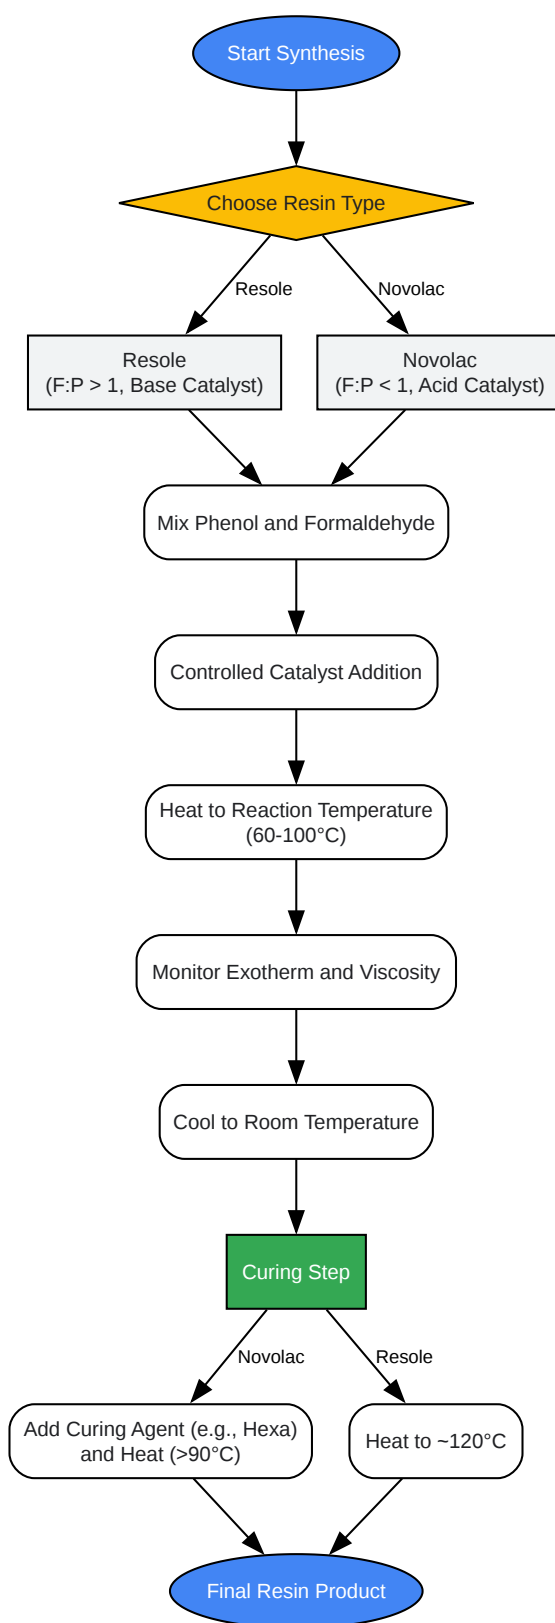 Start Synthesis
Choose Resin Type
Resole
Novolac
Resole
(F:P > 1, Base Catalyst)
Novolac
(F:P < 1, Acid Catalyst)
Mix Phenol and Formaldehyde
Controlled Catalyst Addition
Heat to Reaction Temperature
(60-100°C)
Monitor Exotherm and Viscosity
Cool to Room Temperature
Curing Step
Novolac
Resole
Add Curing Agent (e.g., Hexa)
and Heat (>90°C)
Heat to ~120°C
Final Resin Product